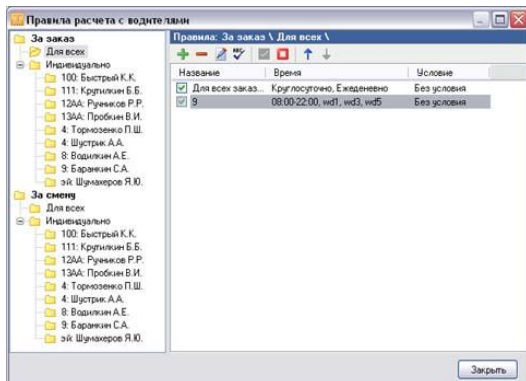 Правила расчета с водителями
За заказ
Для всех
Индивидуально
100: Быстрый К.К.
111: Крутилкин Б.Б.
12АА: Ручников Р.Р.
13АА: Пробкин В.И.
4: Тормозенко П.Ш.
4: Шустрик А.А.
8: Водилкин А.Е.
9: Баранкин С.А.
эй: Шумахеров Я.Ю.
За смену
Для всех
Индивидуально
100: Быстрый К.К.
111: Крутилкин Б.Б.
12АА: Ручников Р.Р.
13АА: Пробкин В.И.
4: Тормозенко П.Ш.
4: Шустрик А.А.
8: Водилкин А.Е.
9: Баранкин С.А.
эй: Шумахеров Я.Ю.
Правила: За заказ \ Для всех \
Название Время Условие
Для всех заказ... Круглосуточно, Ежедневно Без условия
9 08:00-22:00, wd1, wd3, wd5 Без условия
Закрыть